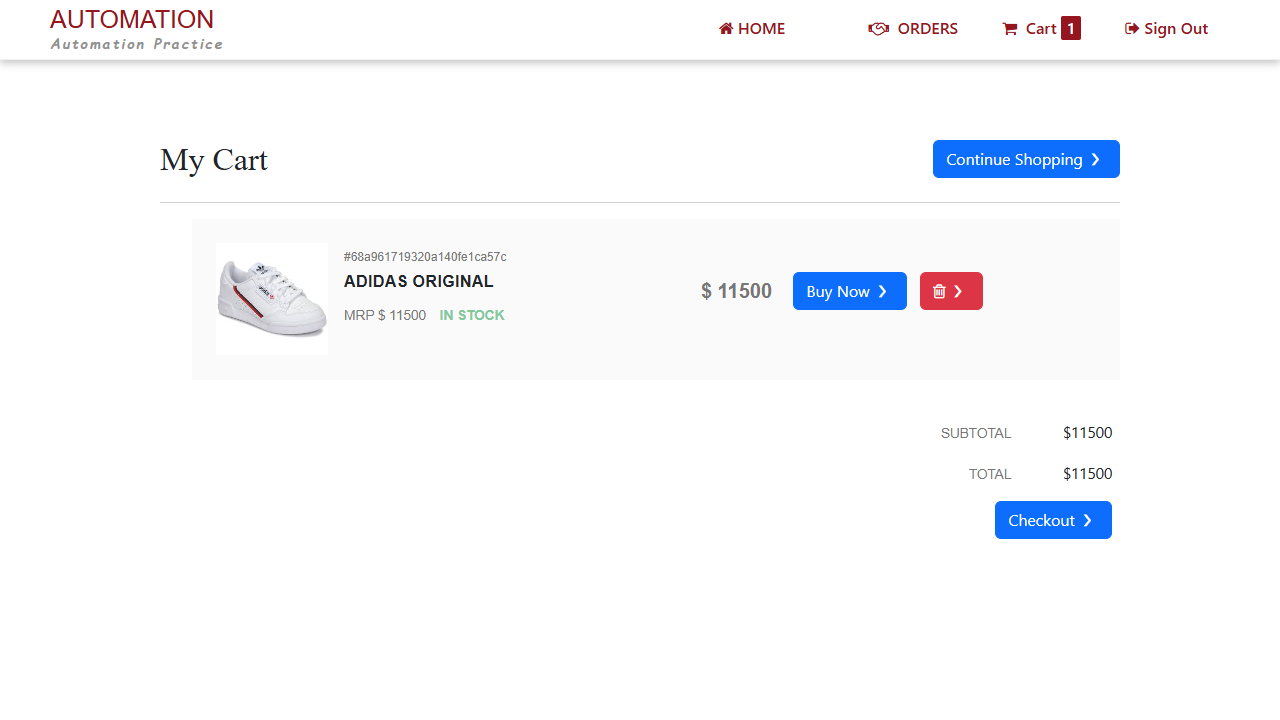 AUTOMATION
Automation Practice
HOME
ORDERS
Cart 1
Sign Out
My Cart
Continue Shopping ❯
#68a961719320a140fe1ca57c
ADIDAS ORIGINAL
MRP $ 11500 IN STOCK
$ 11500
Buy Now ❯
❯
SUBTOTAL $11500
TOTAL $11500
Checkout ❯